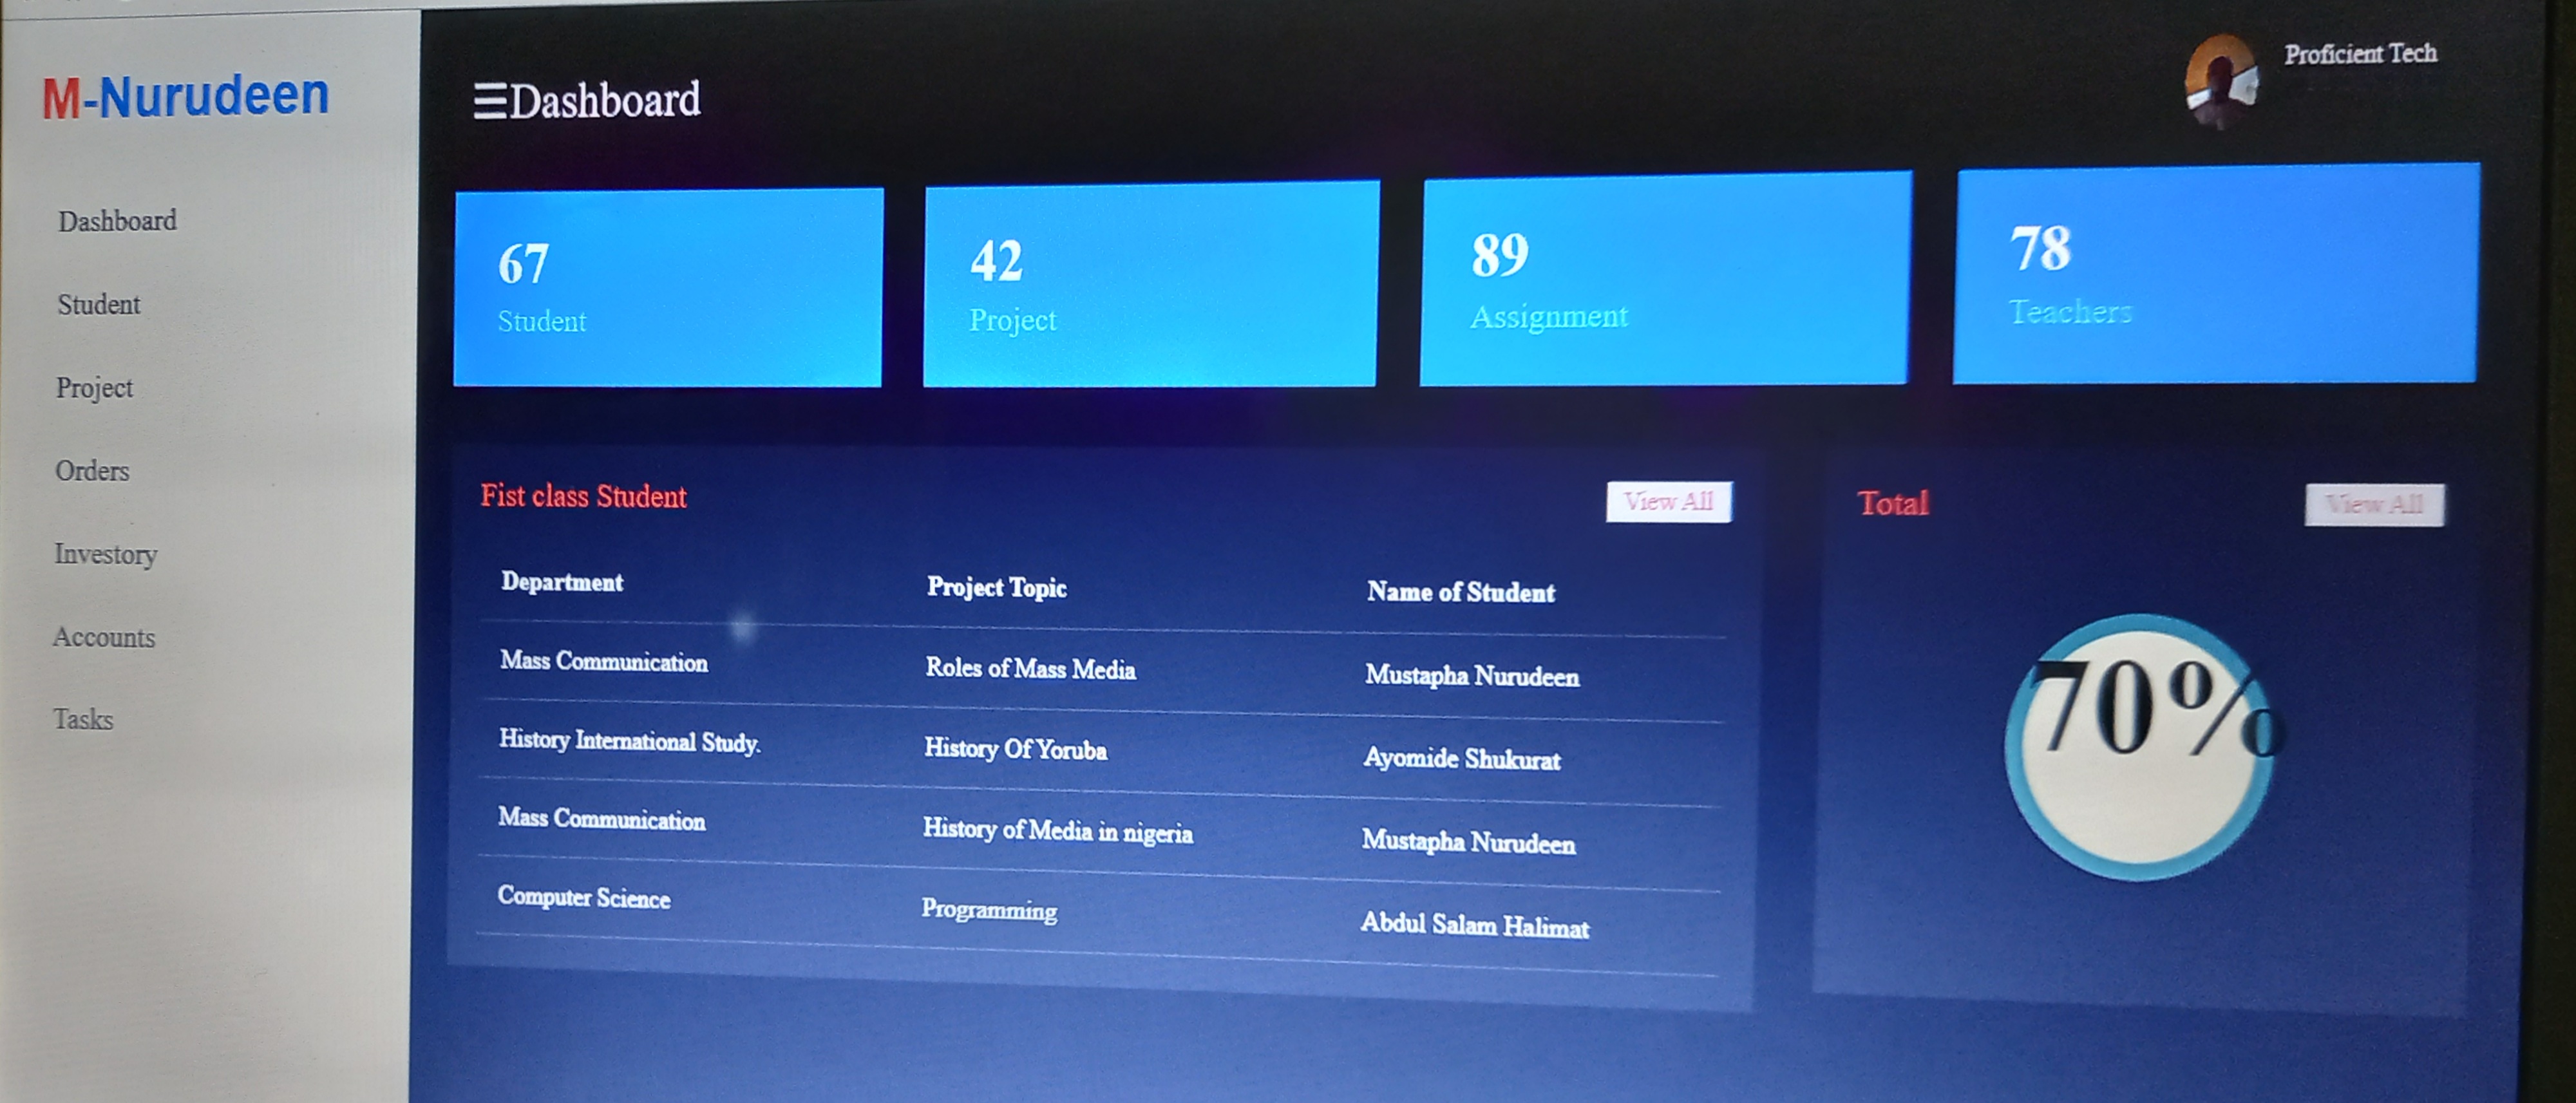 M-Nurudeen
Dashboard
Student
Project
Orders
Investory
Accounts
Tasks
Dashboard
Proficient Tech
67
Student
42
Project
89
Assignment
78
Teachers
Fist class Student
View All
Department Project Topic Name of Student
Mass Communication Roles of Mass Media Mustapha Nurudeen
History International Study. History Of Yoruba Ayomide Shukurat
Mass Communication History of Media in nigeria Mustapha Nurudeen
Computer Science Programming Abdul Salam Halimat
Total
View All
70%